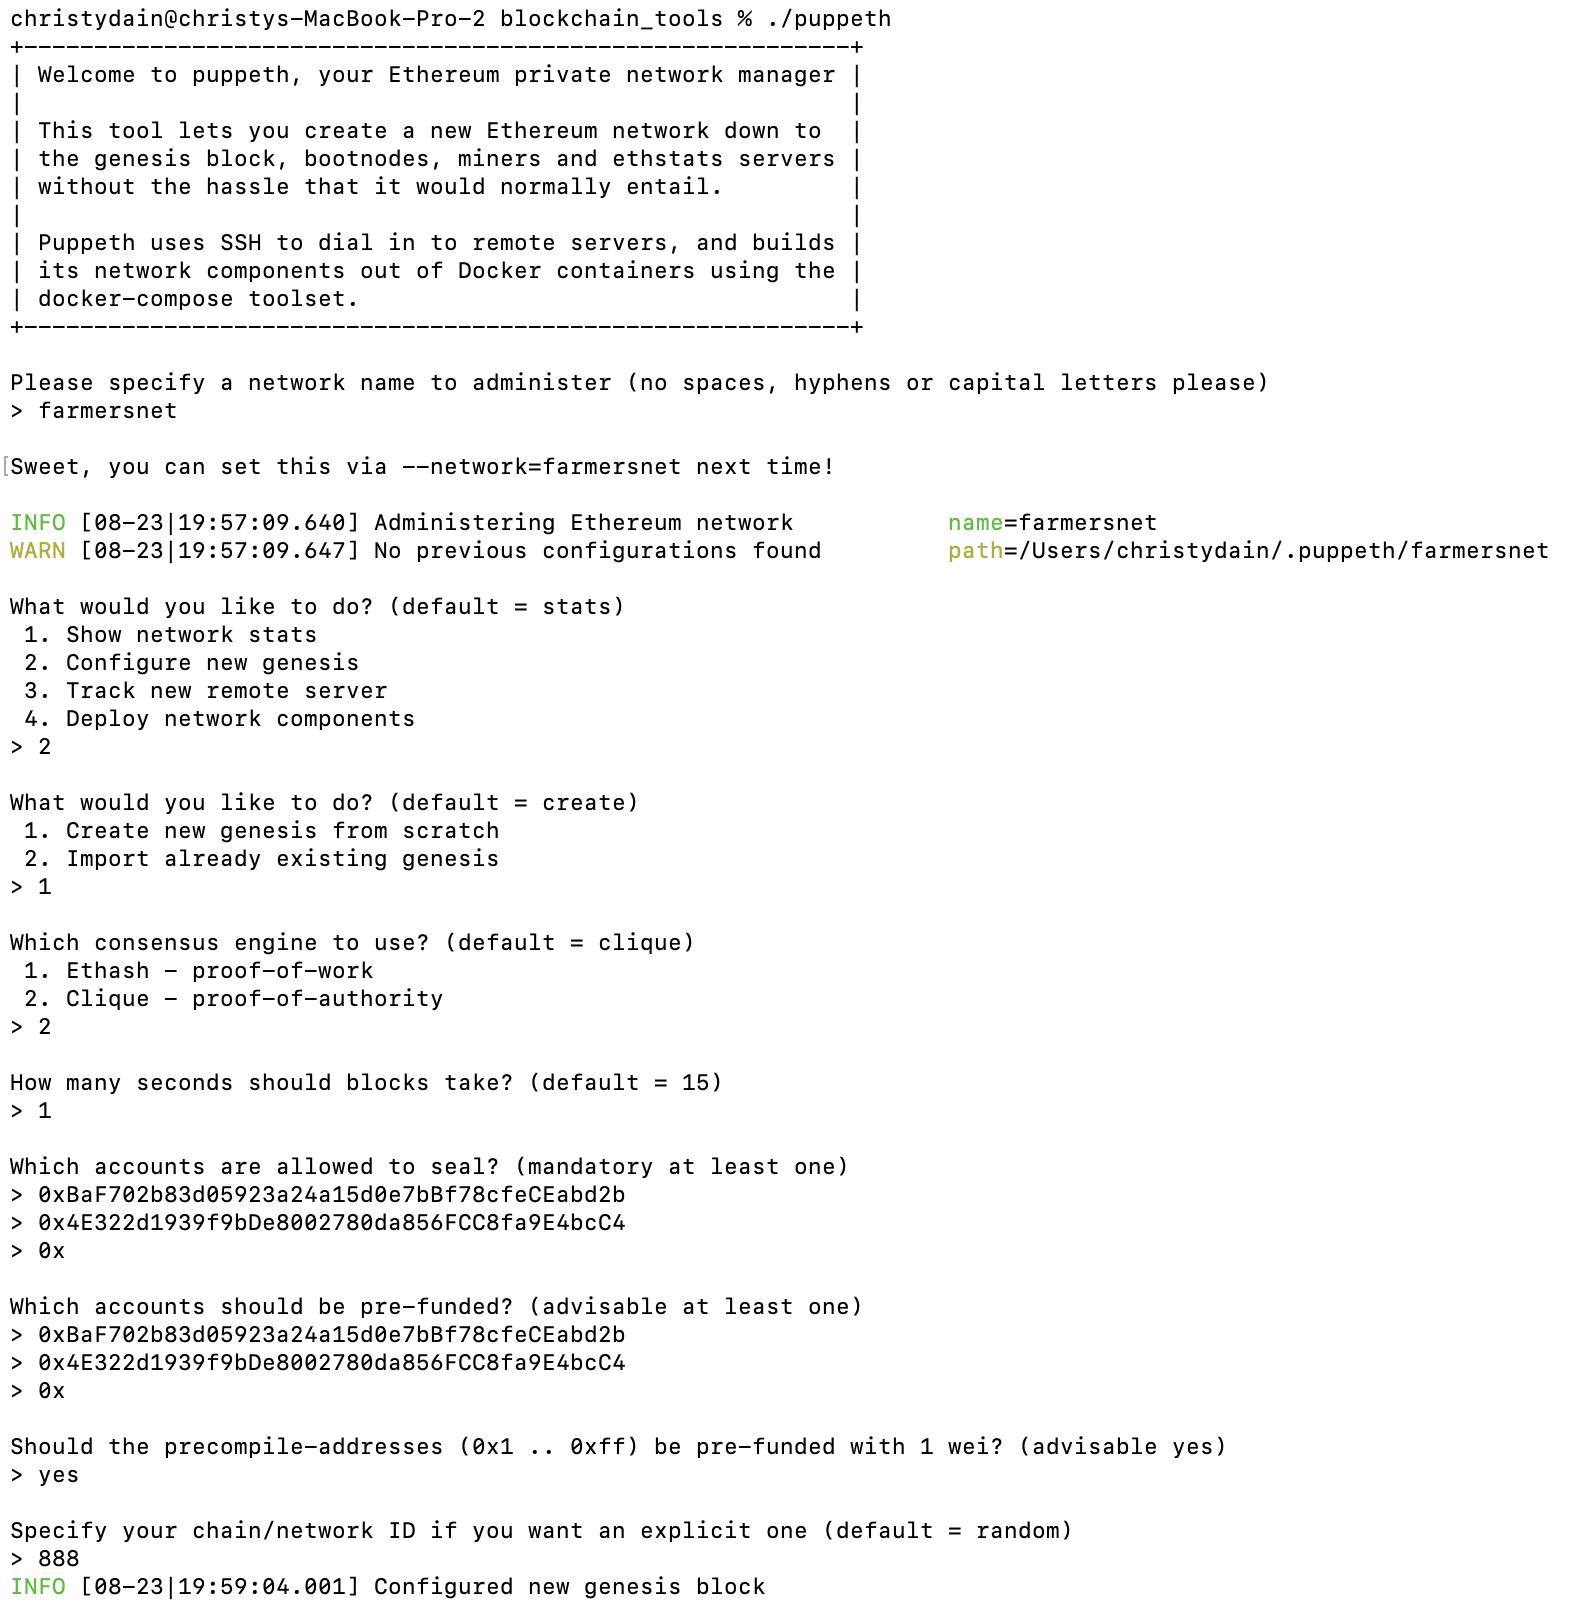 christydain@christys-MacBook-Pro-2 blockchain_tools % ./puppeth
+-----------------------------------------------------------+
| Welcome to puppeth, your Ethereum private network manager |
|                                                           |
| This tool lets you create a new Ethereum network down to  |
| the genesis block, bootnodes, miners and ethstats servers |
| without the hassle that it would normally entail.         |
|                                                           |
| Puppeth uses SSH to dial in to remote servers, and builds |
| its network components out of Docker containers using the |
| docker-compose toolset.                                   |
+-----------------------------------------------------------+
Please specify a network name to administer (no spaces, hyphens or capital letters please)
> farmersnet
[Sweet, you can set this via --network=farmersnet next time!
INFO [08-23|19:57:09.640] Administering Ethereum network           name=farmersnet
WARN [08-23|19:57:09.647] No previous configurations found         path=/Users/christydain/.puppeth/farmersnet
What would you like to do? (default = stats)
 1. Show network stats
 2. Configure new genesis
 3. Track new remote server
 4. Deploy network components
> 2
What would you like to do? (default = create)
 1. Create new genesis from scratch
 2. Import already existing genesis
> 1
Which consensus engine to use? (default = clique)
 1. Ethash - proof-of-work
 2. Clique - proof-of-authority
> 2
How many seconds should blocks take? (default = 15)
> 1
Which accounts are allowed to seal? (mandatory at least one)
> 0xBaF702b83d05923a24a15d0e7bBf78cfeCEabd2b
> 0x4E322d1939f9bDe8002780da856FCC8fa9E4bcC4
> 0x
Which accounts should be pre-funded? (advisable at least one)
> 0xBaF702b83d05923a24a15d0e7bBf78cfeCEabd2b
> 0x4E322d1939f9bDe8002780da856FCC8fa9E4bcC4
> 0x
Should the precompile-addresses (0x1 .. 0xff) be pre-funded with 1 wei? (advisable yes)
> yes
Specify your chain/network ID if you want an explicit one (default = random)
> 888
INFO [08-23|19:59:04.001] Configured new genesis block